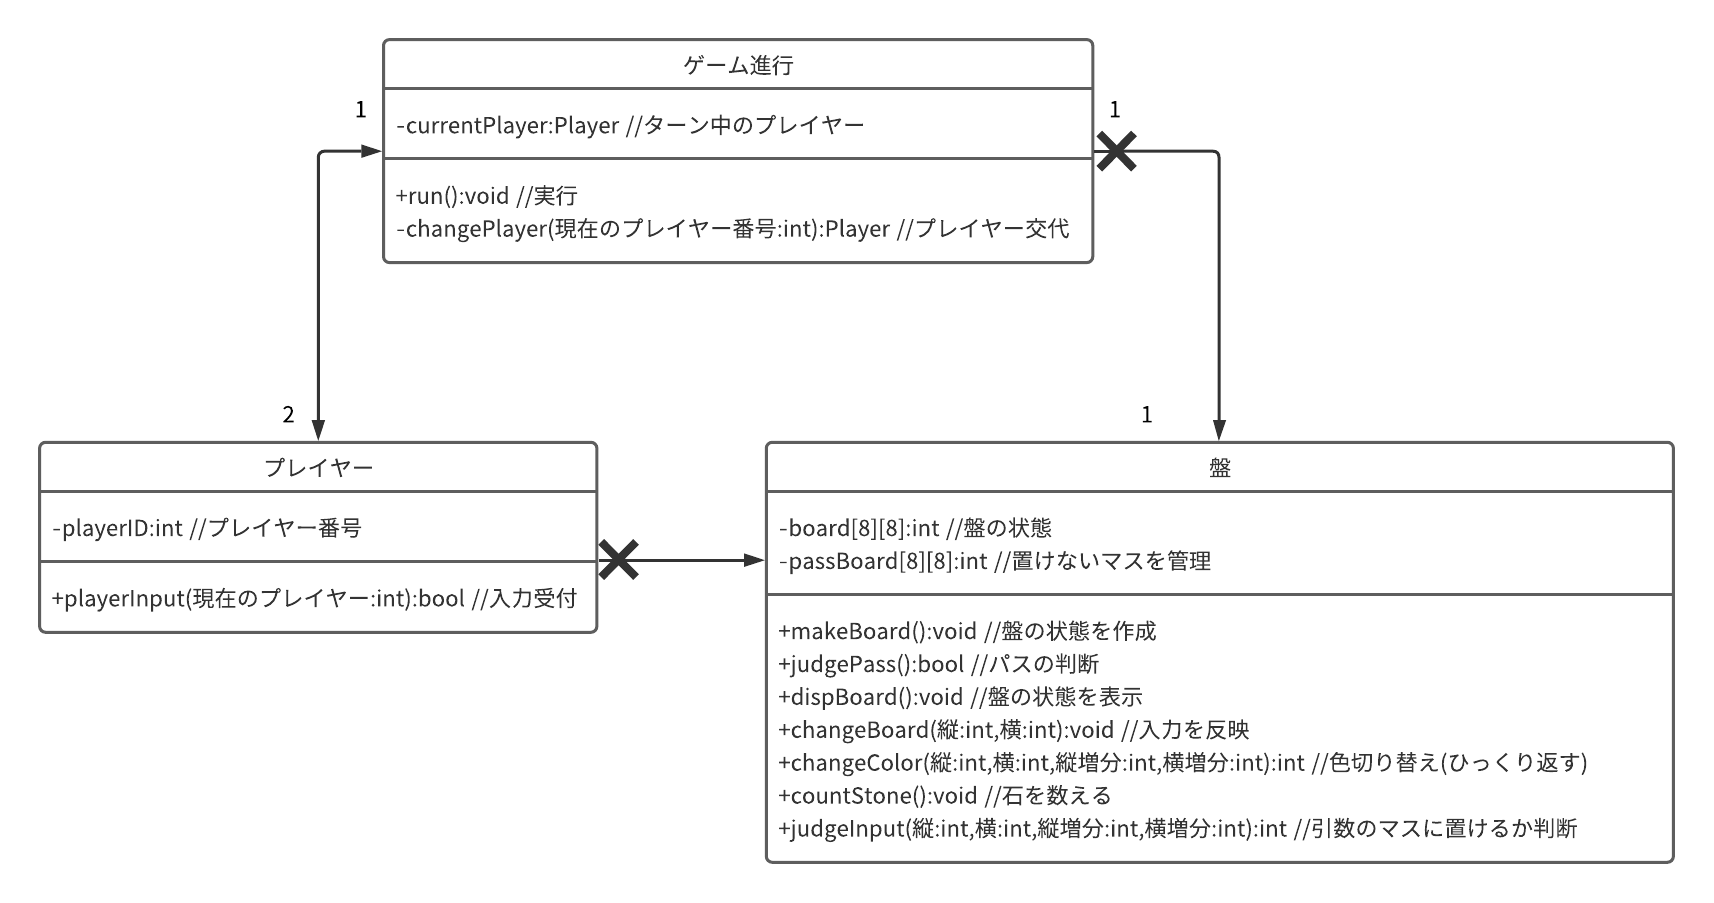 ゲーム進行
1
1
-currentPlayer:Player //ターン中のプレイヤー
+run():void //実行
-changePlayer(現在のプレイヤー番号:int):Player //プレイヤー交代
2
1
プレイヤー
-playerID:int //プレイヤー番号
+playerInput(現在のプレイヤー:int):bool //入力受付
盤
-board[8][8]:int //盤の状態
-passBoard[8][8]:int //置けないマスを管理
+makeBoard():void //盤の状態を作成
+judgePass():bool //パスの判断
+dispBoard():void //盤の状態を表示
+changeBoard(縦:int,横:int):void //入力を反映
+changeColor(縦:int,横:int,縦増分:int,横増分:int):int //色切り替え(ひっくり返す)
+countStone():void //石を数える
+judgeInput(縦:int,横:int,縦増分:int,横増分:int):int //引数のマスに置けるか判断